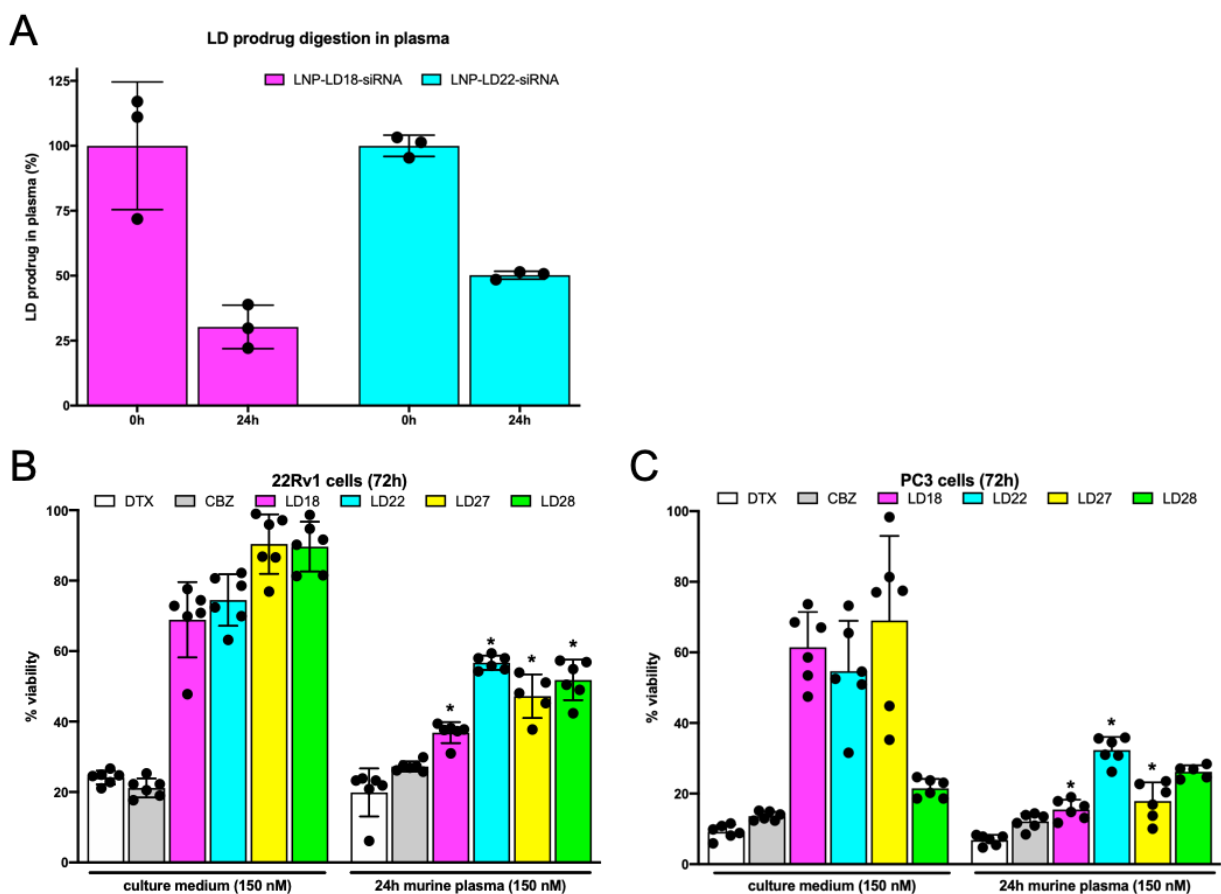 A
LD prodrug digestion in plasma
LNP-LD18-siRNA LNP-LD22-siRNA
LD prodrug in plasma (%)
125
100
75
50
25
0
0h 24h 0h 24h
B
22Rv1 cells (72h)
DTX CBZ LD18 LD22 LD27 LD28
% viability
100
80
60
40
20
0
* * * *
culture medium (150 nM) 24h murine plasma (150 nM)
C
PC3 cells (72h)
DTX CBZ LD18 LD22 LD27 LD28
% viability
100
80
60
40
20
0
* * *
culture medium (150 nM) 24h murine plasma (150 nM)